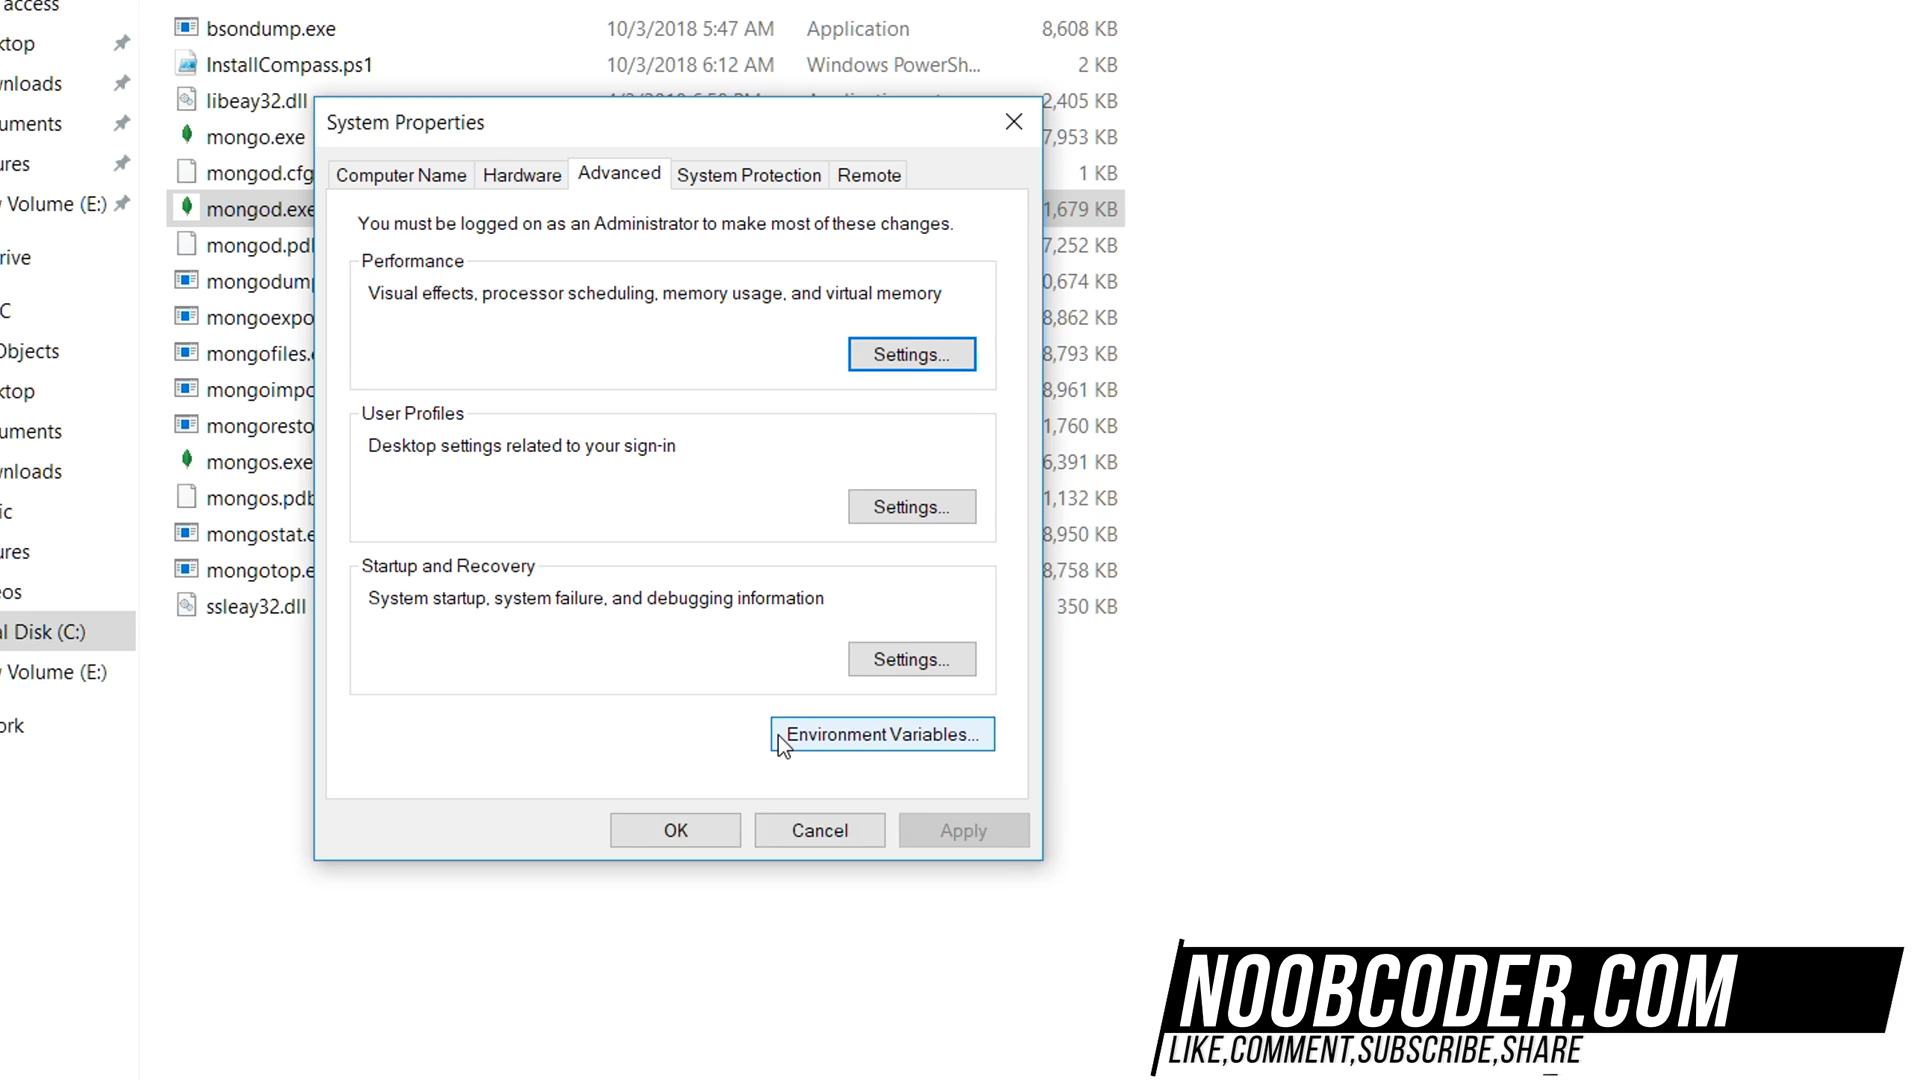 access
ktop
wnloads
uments
ures
v Volume (E:)
rive
C
Objects
ktop
uments
wnloads
ic
ures
eos
al Disk (C:)
v Volume (E:)
ork
bsondump.exe 10/3/2018 5:47 AM Application 8,608 KB
InstallCompass.ps1 10/3/2018 6:12 AM Windows PowerSh... 2 KB
libeay32.dll 2,405 KB
mongo.exe 7,953 KB
mongod.cfg 1 KB
mongod.exe 1,679 KB
mongod.pdl 7,252 KB
mongodump 0,674 KB
mongoexpo 8,862 KB
mongofiles.e 8,793 KB
mongoimpo 8,961 KB
mongoresto 1,760 KB
mongos.exe 6,391 KB
mongos.pdb 1,132 KB
mongostat.e 8,950 KB
mongotop.e 8,758 KB
ssleay32.dll 350 KB
System Properties
Computer Name Hardware Advanced System Protection Remote
You must be logged on as an Administrator to make most of these changes.
Performance
Visual effects, processor scheduling, memory usage, and virtual memory
Settings...
User Profiles
Desktop settings related to your sign-in
Settings...
Startup and Recovery
System startup, system failure, and debugging information
Settings...
Environment Variables...
OK Cancel Apply
NOOBCODER.COM
LIKE,COMMENT,SUBSCRIBE,SHARE